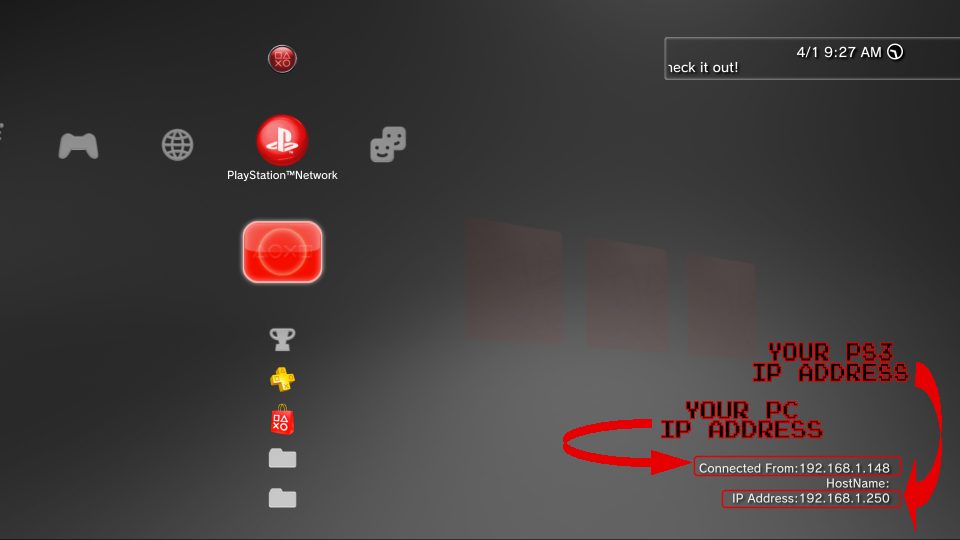 4/1 9:27 AM
heck it out!
PlayStation™Network
YOUR PS3
IP ADDRESS
YOUR PC
IP ADDRESS
Connected From:192.168.1.148
HostName:
IP Address:192.168.1.250